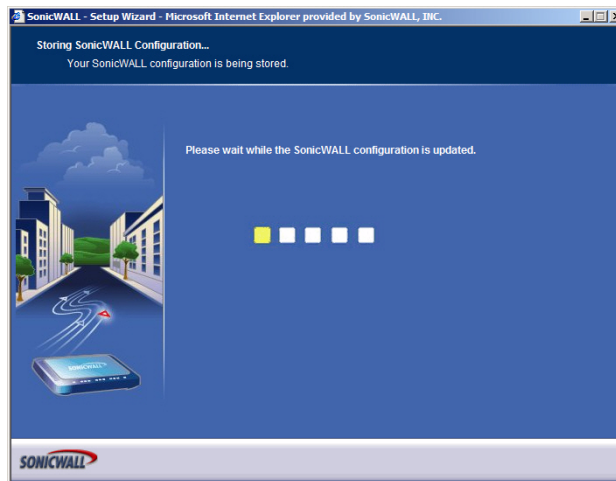 SonicWALL - Setup Wizard - Microsoft Internet Explorer provided by SonicWALL, INC.
Storing SonicWALL Configuration...
Your SonicWALL configuration is being stored.
Please wait while the SonicWALL configuration is updated.
SONICWALL
SONICWALL